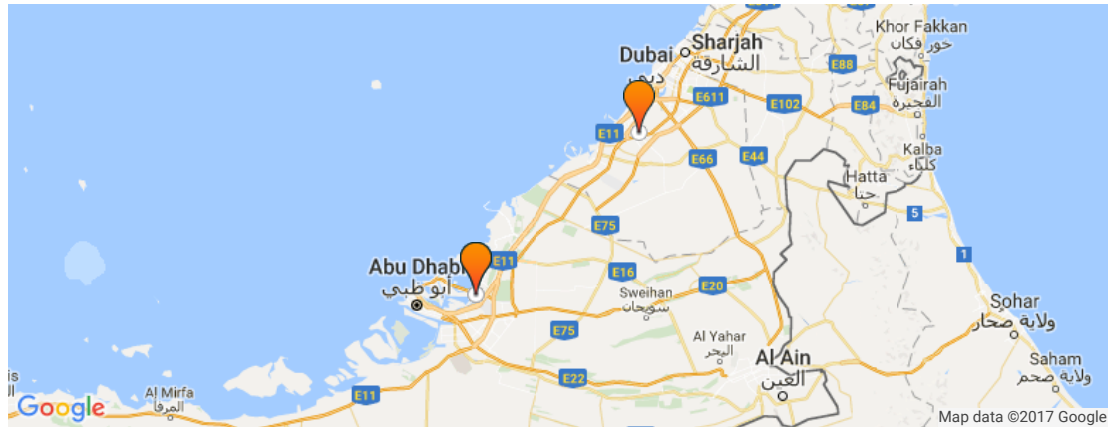 Khor Fakkan
خور فكان
Dubai
دبي
Sharjah
الشارقة
E88
Fujairah
الفجيرة
E611
E102
E84
E11
Kalba
كلباء
E66
E44
Hatta
حتا
5
E75
1
Abu Dhabi
أبو ظبي
E11
E16
E20
Sweihan
سويحان
Sohar
ولاية صحار
E75
Al Yahar
اليحر
Al Ain
العين
Saham
ولاية صحم
E22
Al Mirfa
المرفأ
E11
Google
Map data ©2017 Google